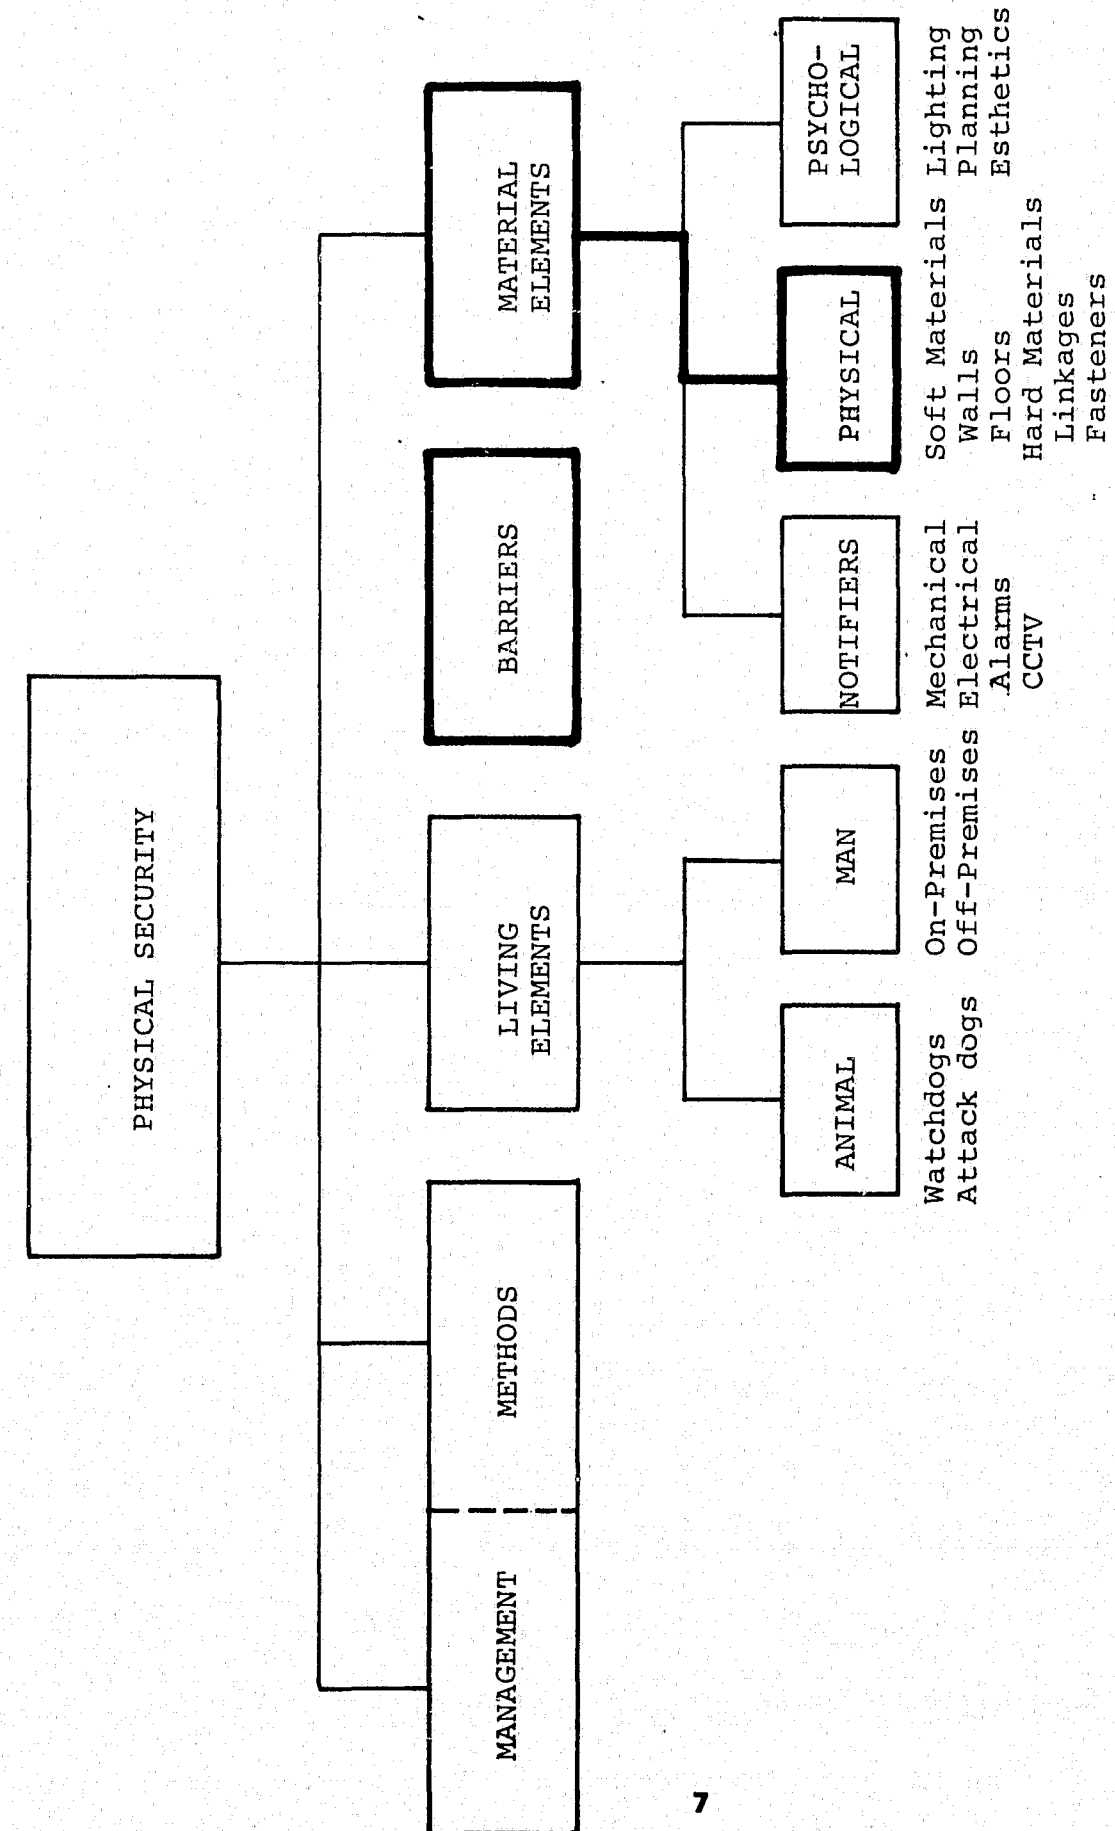 PHYSICAL SECURITY
MANAGEMENT
METHODS
LIVING
ELEMENTS
BARRIERS
MATERIAL
ELEMENTS
ANIMAL
Watchdogs
Attack dogs
MAN
On-Premises
Off-Premises
NOTIFIERS
Mechanical
Electrical
Alarms
CCTV
PHYSICAL
Soft Materials
Walls
Floors
Hard Materials
Linkages
Fasteners
PSYCHO-
LOGICAL
Lighting
Planning
Esthetics
7